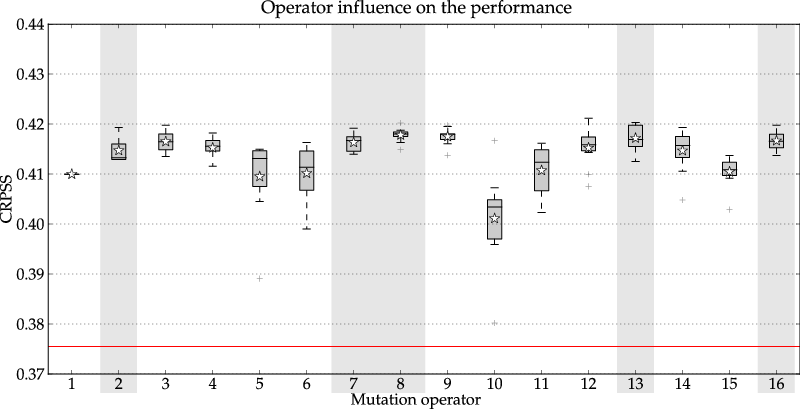 Operator influence on the performance
0.44
0.43
0.42
0.41
0.40
0.39
0.38
0.37
CRPSS
1 2 3 4 5 6 7 8 9 10 11 12 13 14 15 16
Mutation operator